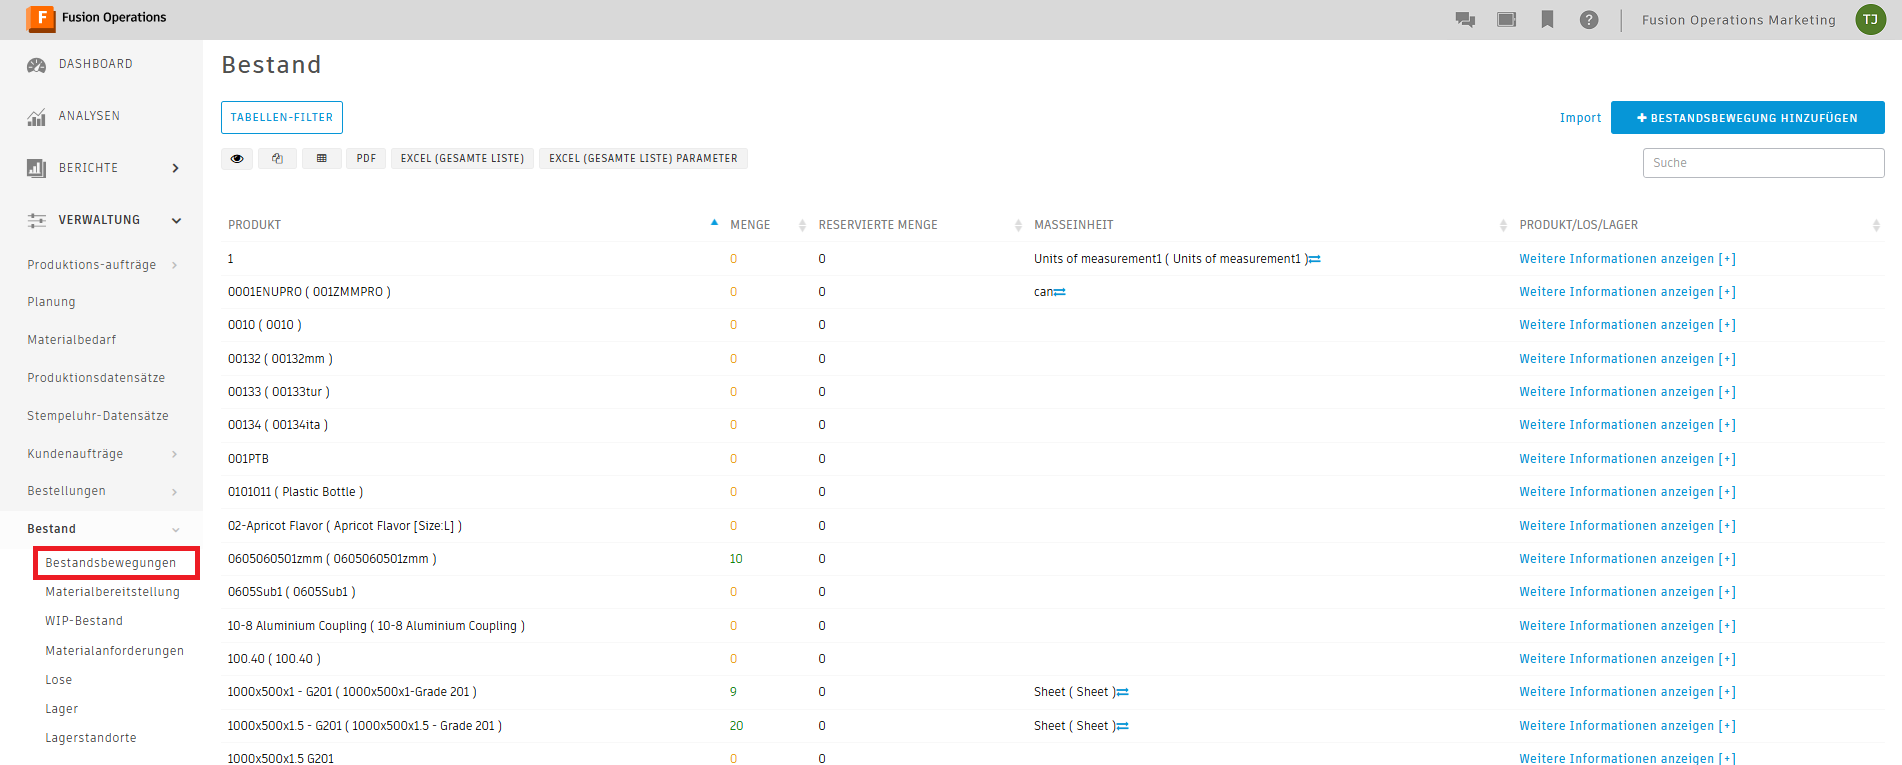 F Fusion Operations
Fusion Operations Marketing TJ
DASHBOARD
ANALYSEN
BERICHTE
VERWALTUNG
Produktions-aufträge
Planung
Materialbedarf
Produktionsdatensätze
Stempeluhr-Datensätze
Kundenaufträge
Bestellungen
Bestand
Bestandsbewegungen
Materialbereitstellung
WIP-Bestand
Materialanforderungen
Lose
Lager
Lagerstandorte
Bestand
TABELLEN-FILTER
Import + BESTANDSBEWEGUNG HINZUFÜGEN
PDF EXCEL (GESAMTE LISTE) EXCEL (GESAMTE LISTE) PARAMETER
Suche
PRODUKT MENGE RESERVIERTE MENGE MASSEINHEIT PRODUKT/LOS/LAGER
1 0 0 Units of measurement1 ( Units of measurement1 ) Weitere Informationen anzeigen [+]
0001ENUPRO ( 001ZMMPRO ) 0 0 can Weitere Informationen anzeigen [+]
0010 ( 0010 ) 0 0 Weitere Informationen anzeigen [+]
00132 ( 00132mm ) 0 0 Weitere Informationen anzeigen [+]
00133 ( 00133tur ) 0 0 Weitere Informationen anzeigen [+]
00134 ( 00134ita ) 0 0 Weitere Informationen anzeigen [+]
001PTB 0 0 Weitere Informationen anzeigen [+]
0101011 ( Plastic Bottle ) 0 0 Weitere Informationen anzeigen [+]
02-Apricot Flavor ( Apricot Flavor [Size:L] ) 0 0 Weitere Informationen anzeigen [+]
0605060501zmm ( 0605060501zmm ) 10 0 Weitere Informationen anzeigen [+]
0605Sub1 ( 0605Sub1 ) 0 0 Weitere Informationen anzeigen [+]
10-8 Aluminium Coupling ( 10-8 Aluminium Coupling ) 0 0 Weitere Informationen anzeigen [+]
100.40 ( 100.40 ) 0 0 Weitere Informationen anzeigen [+]
1000x500x1 - G201 ( 1000x500x1-Grade 201 ) 9 0 Sheet ( Sheet ) Weitere Informationen anzeigen [+]
1000x500x1.5 - G201 ( 1000x500x1.5 - Grade 201 ) 20 0 Sheet ( Sheet ) Weitere Informationen anzeigen [+]
1000x500x1.5 G201 0 0 Weitere Informationen anzeigen [+]